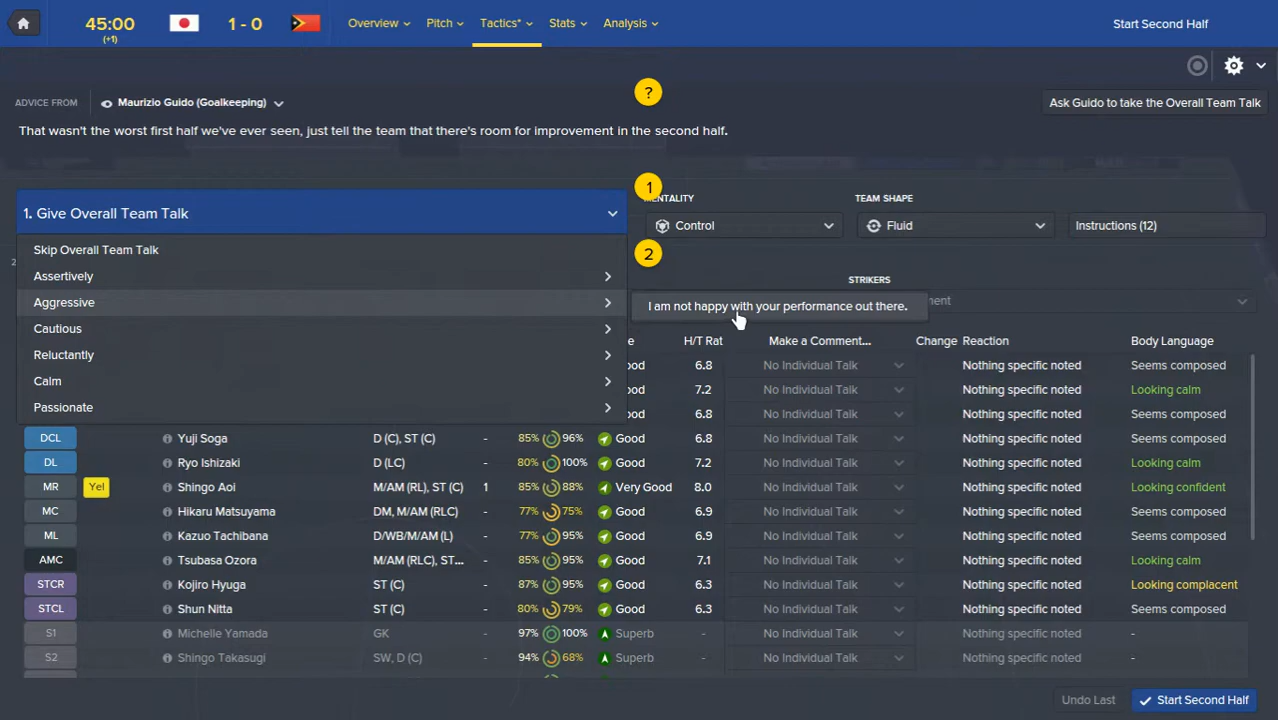 45:00
(+1)
1 - 0
Overview
Pitch
Tactics*
Stats
Analysis
Start Second Half
ADVICE FROM
Maurizio Guido (Goalkeeping)
?
Ask Guido to take the Overall Team Talk
That wasn't the worst first half we've ever seen, just tell the team that there's room for improvement in the second half.
1. Give Overall Team Talk
1
MENTALITY
Control
TEAM SHAPE
Fluid
Instructions (12)
Skip Overall Team Talk
Assertively
Aggressive
Cautious
Reluctantly
Calm
Passionate
2
STRIKERS
I am not happy with your performance out there.
H/T Rat Make a Comment... Change Reaction Body Language
ood 6.8 No Individual Talk Nothing specific noted Seems composed
ood 7.2 No Individual Talk Nothing specific noted Looking calm
ood 6.8 No Individual Talk Nothing specific noted Seems composed
DCL Yuji Soga D (C), ST (C) - 85% 96% Good 6.8 No Individual Talk Nothing specific noted Seems composed
DL Ryo Ishizaki D (LC) - 80% 100% Good 7.2 No Individual Talk Nothing specific noted Looking calm
MR Yel Shingo Aoi M/AM (RL), ST (C) 1 85% 88% Very Good 8.0 No Individual Talk Nothing specific noted Looking confident
MC Hikaru Matsuyama DM, M/AM (RLC) - 77% 75% Good 6.9 No Individual Talk Nothing specific noted Seems composed
ML Kazuo Tachibana D/WB/M/AM (L) - 77% 95% Good 6.9 No Individual Talk Nothing specific noted Seems composed
AMC Tsubasa Ozora M/AM (RLC), ST... - 85% 95% Good 7.1 No Individual Talk Nothing specific noted Looking calm
STCR Kojiro Hyuga ST (C) - 87% 95% Good 6.3 No Individual Talk Nothing specific noted Looking complacent
STCL Shun Nitta ST (C) - 80% 79% Good 6.3 No Individual Talk Nothing specific noted Seems composed
S1 Michelle Yamada GK - 97% 100% Superb - No Individual Talk Nothing specific noted -
S2 Shingo Takasugi SW, D (C) - 94% 68% Superb - No Individual Talk Nothing specific noted -
Undo Last
Start Second Half